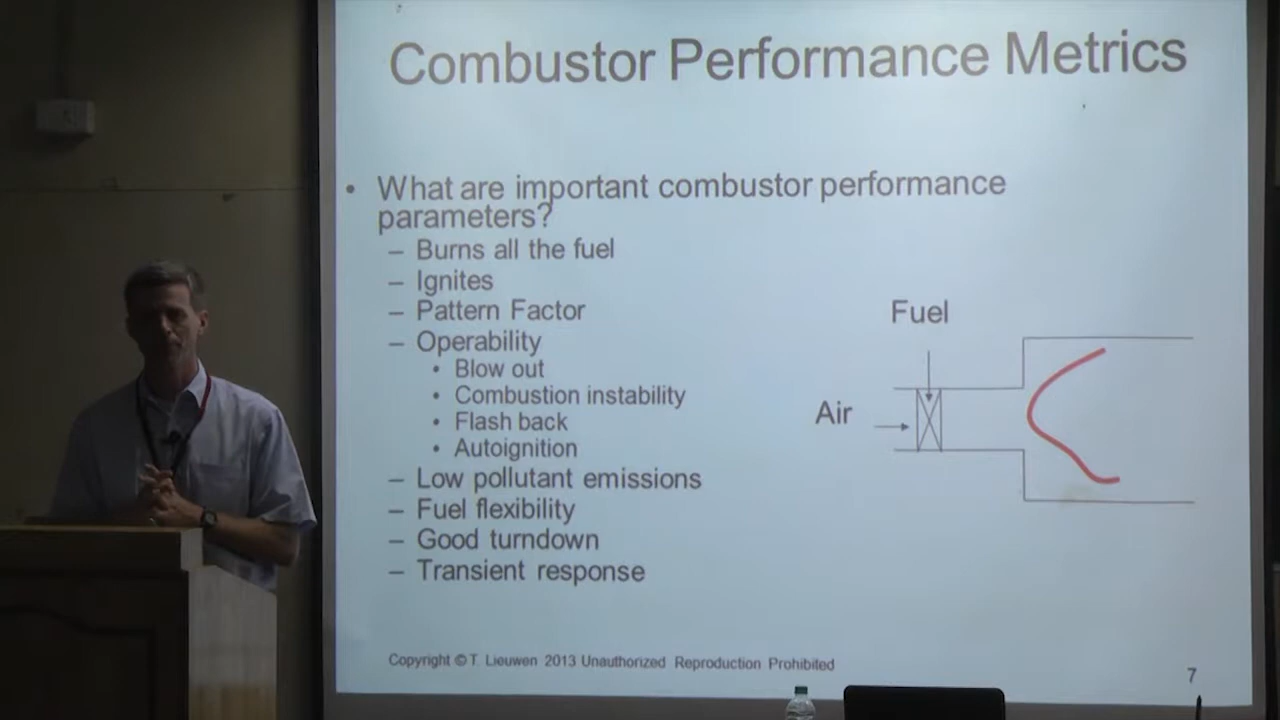 Combustor Performance Metrics
• What are important combustor performance
parameters?
– Burns all the fuel
– Ignites
– Pattern Factor
– Operability
• Blow out
• Combustion instability
• Flash back
• Autoignition
– Low pollutant emissions
– Fuel flexibility
– Good turndown
– Transient response
Fuel
Air
Copyright © T. Lieuwen 2013 Unauthorized Reproduction Prohibited
7